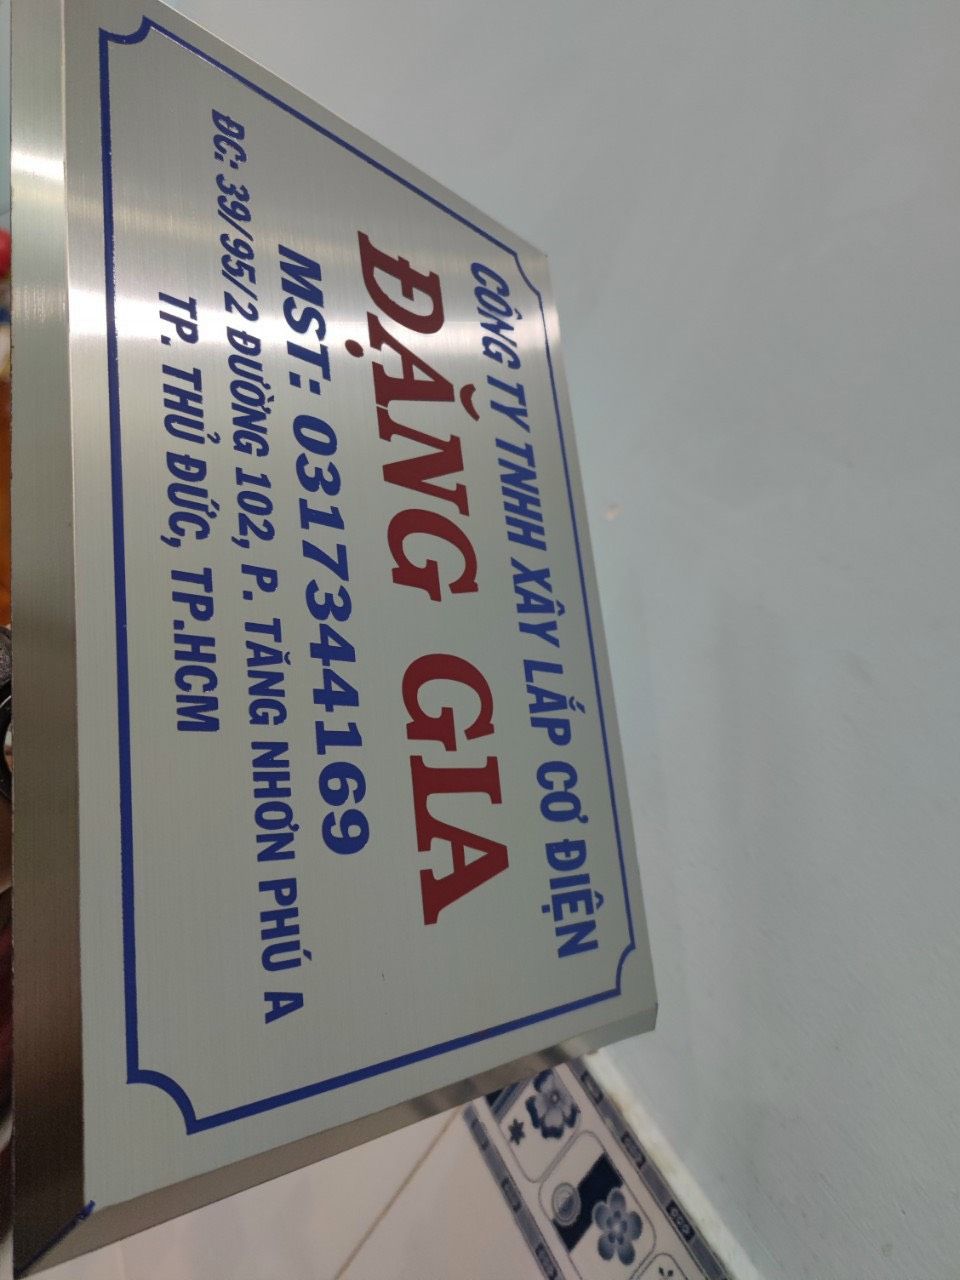 CÔNG TY TNHH XÂY LẮP CƠ ĐIỆN
ĐẶNG GIA
MST: 0317344169
ĐC: 39/95/2 ĐƯỜNG 102, P. TĂNG NHƠN PHÚ A
TP. THỦ ĐỨC, TP.HCM